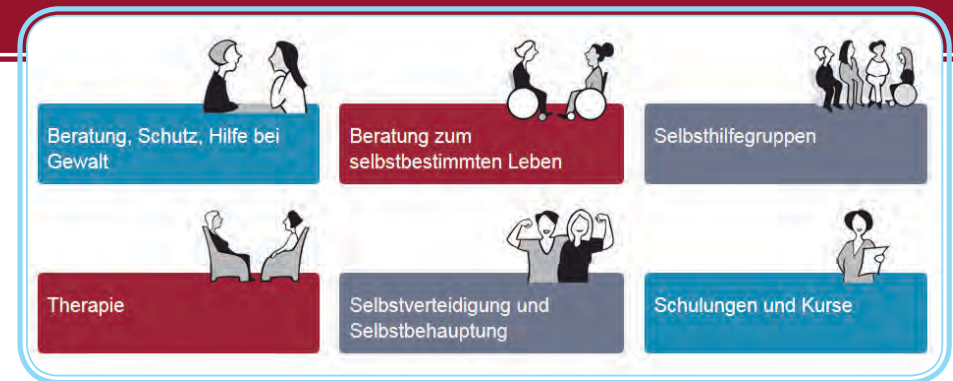 Beratung, Schutz, Hilfe bei
Gewalt
Beratung zum
selbstbestimmten Leben
Selbsthilfegruppen
Therapie
Selbstverteidigung und
Selbstbehauptung
Schulungen und Kurse